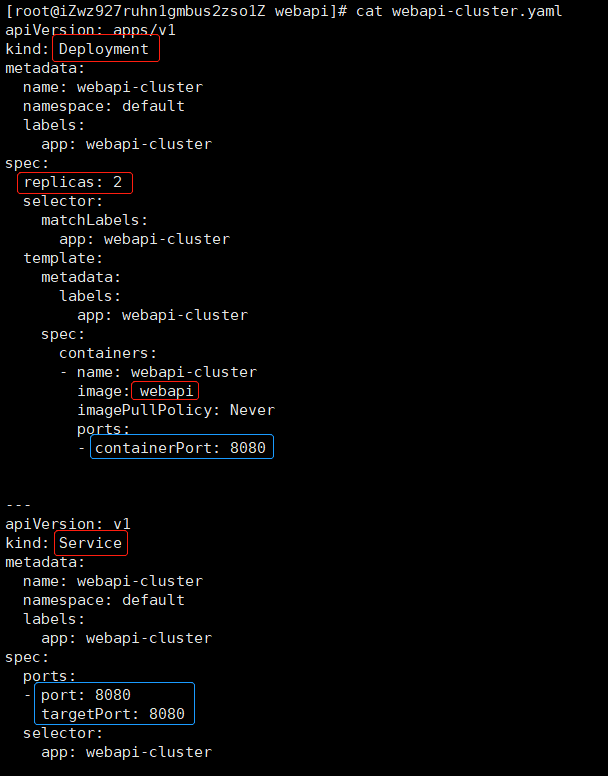 [root@iZwz927ruhn1gmbus2zso1Z webapi]# cat webapi-cluster.yaml
apiVersion: apps/v1
kind: Deployment
metadata:
  name: webapi-cluster
  namespace: default
  labels:
    app: webapi-cluster
spec:
  replicas: 2
  selector:
    matchLabels:
      app: webapi-cluster
  template:
    metadata:
      labels:
        app: webapi-cluster
    spec:
      containers:
      - name: webapi-cluster
        image: webapi
        imagePullPolicy: Never
        ports:
        - containerPort: 8080
---
apiVersion: v1
kind: Service
metadata:
  name: webapi-cluster
  namespace: default
  labels:
    app: webapi-cluster
spec:
  ports:
  - port: 8080
    targetPort: 8080
  selector:
    app: webapi-cluster